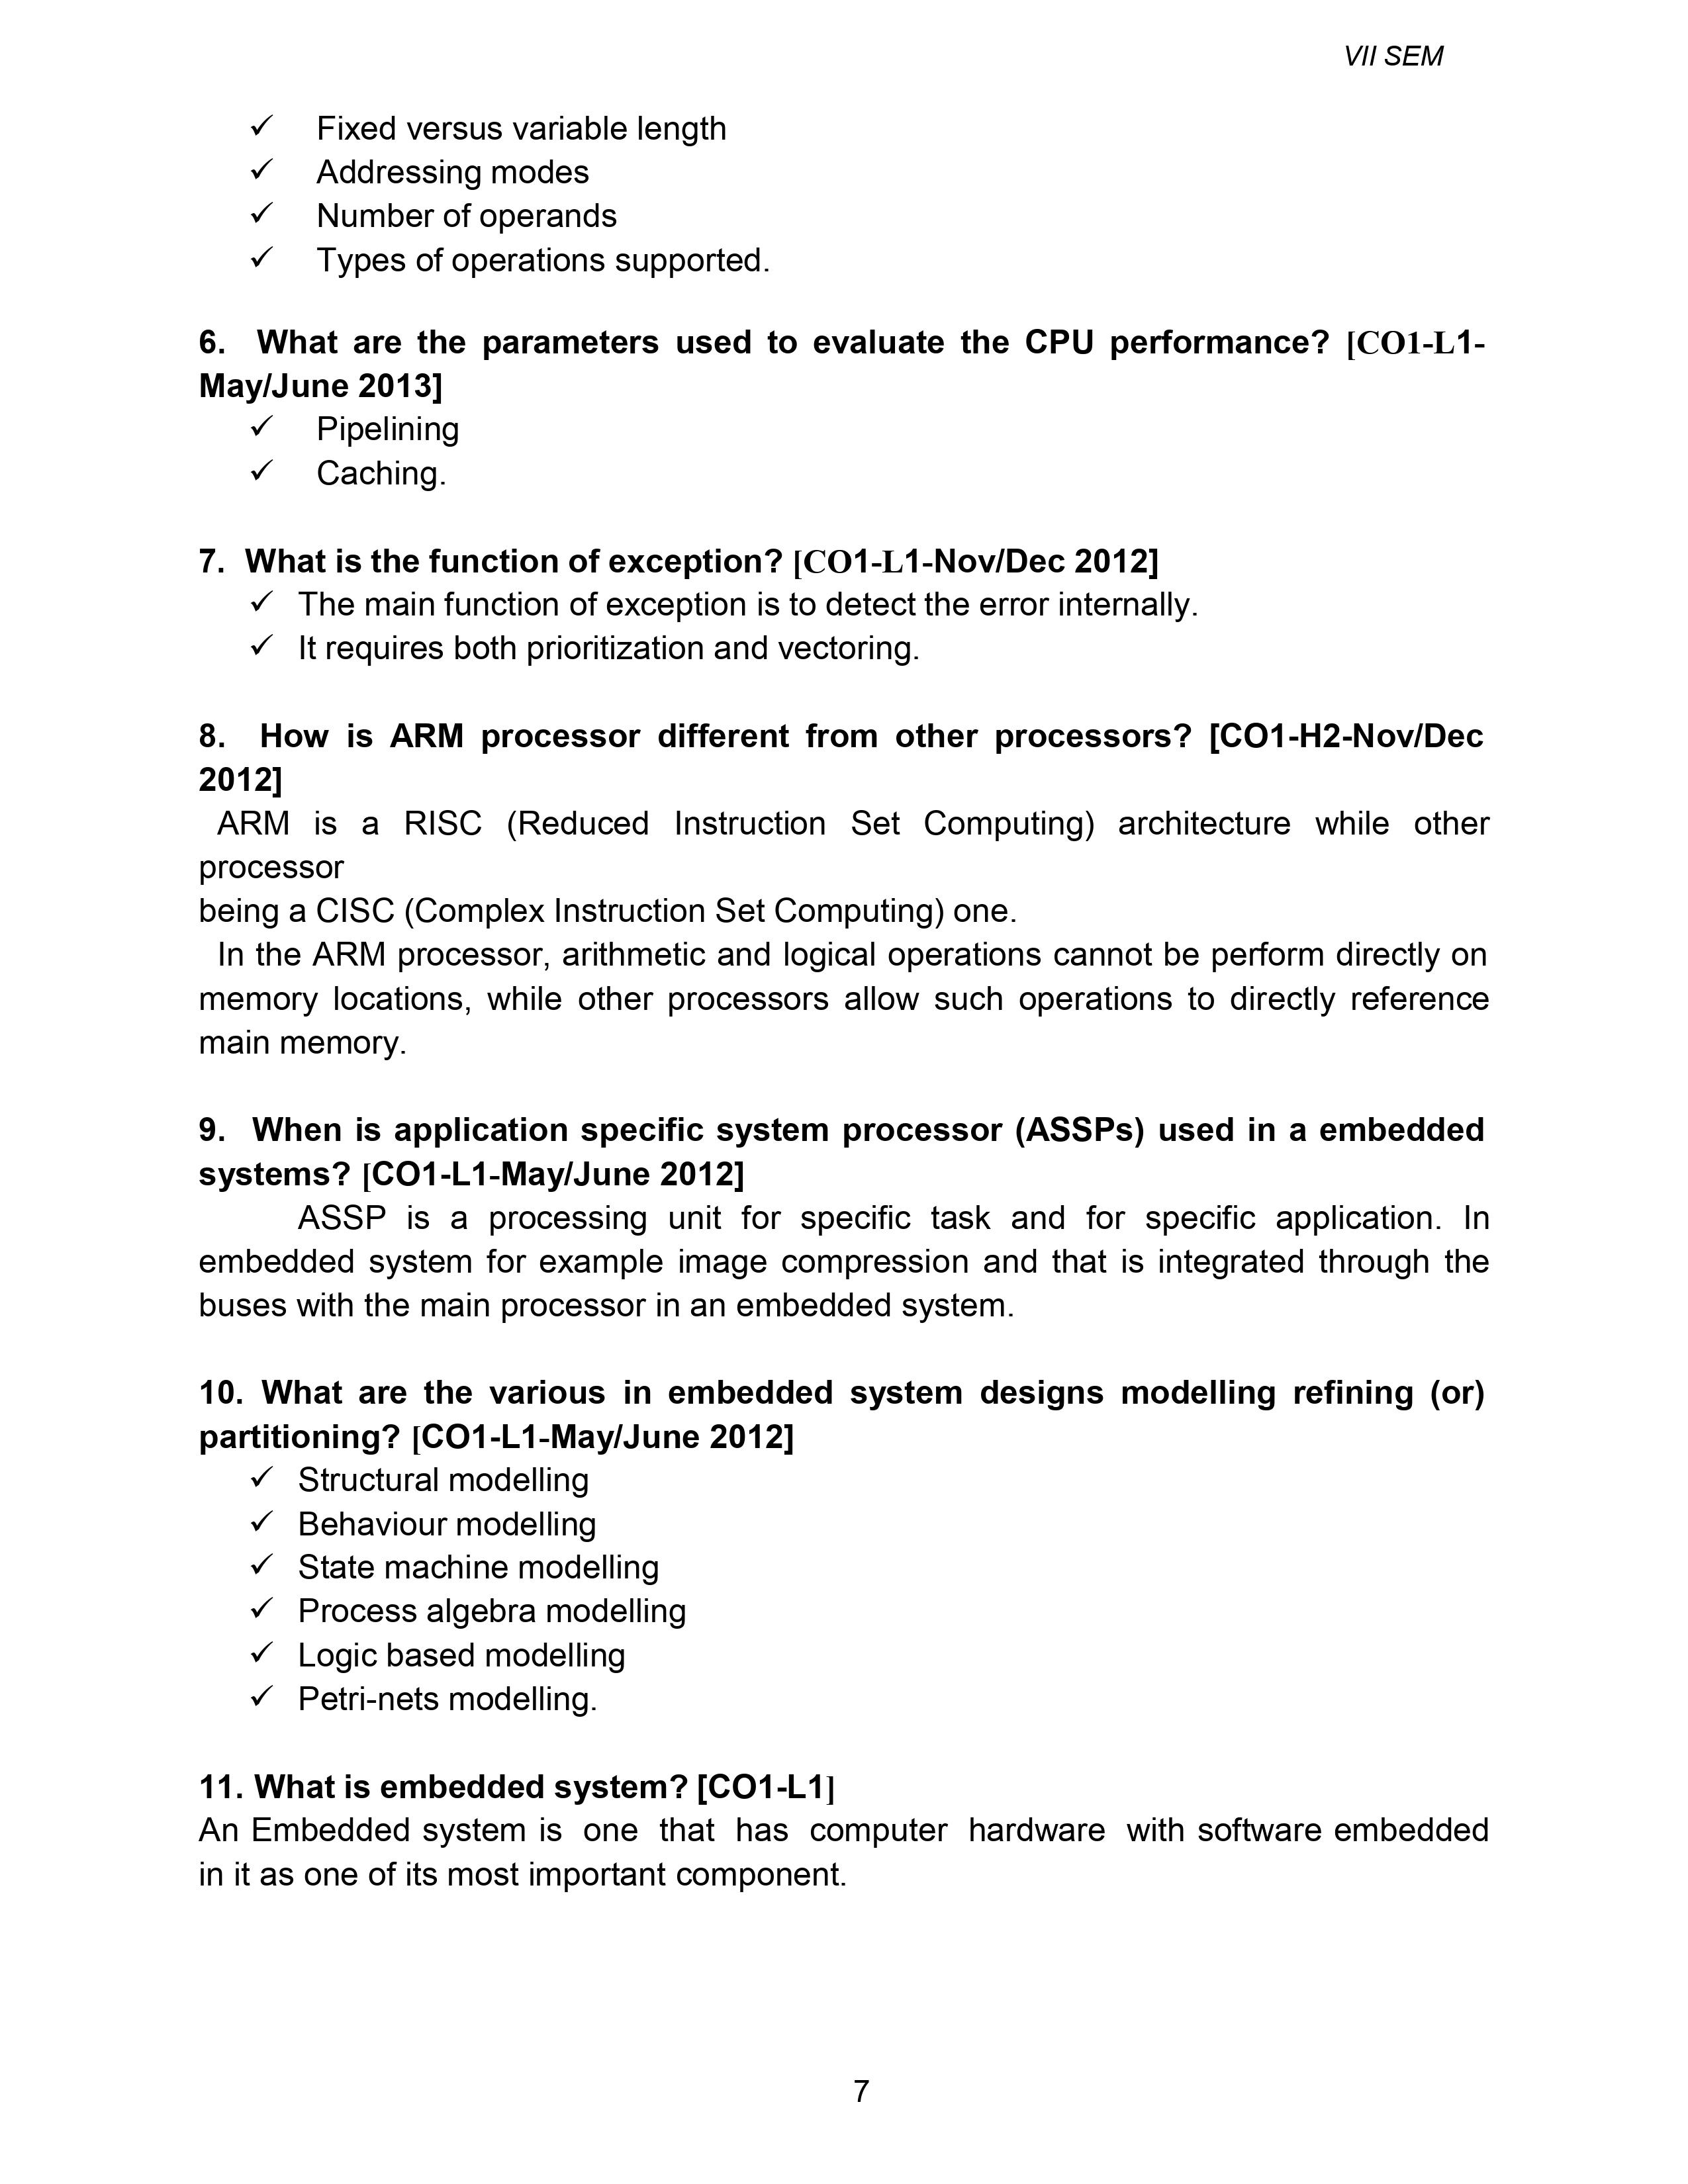 VII SEM
✓ Fixed versus variable length
✓ Addressing modes
✓ Number of operands
✓ Types of operations supported.
6. What are the parameters used to evaluate the CPU performance? [CO1-L1-
May/June 2013]
✓ Pipelining
✓ Caching.
7. What is the function of exception? [CO1-L1-Nov/Dec 2012]
✓ The main function of exception is to detect the error internally.
✓ It requires both prioritization and vectoring.
8. How is ARM processor different from other processors? [CO1-H2-Nov/Dec
2012]
ARM is a RISC (Reduced Instruction Set Computing) architecture while other
processor
being a CISC (Complex Instruction Set Computing) one.
In the ARM processor, arithmetic and logical operations cannot be perform directly on
memory locations, while other processors allow such operations to directly reference
main memory.
9. When is application specific system processor (ASSPs) used in a embedded
systems? [CO1-L1-May/June 2012]
ASSP is a processing unit for specific task and for specific application. In
embedded system for example image compression and that is integrated through the
buses with the main processor in an embedded system.
10. What are the various in embedded system designs modelling refining (or)
partitioning? [CO1-L1-May/June 2012]
✓ Structural modelling
✓ Behaviour modelling
✓ State machine modelling
✓ Process algebra modelling
✓ Logic based modelling
✓ Petri-nets modelling.
11. What is embedded system? [CO1-L1]
An Embedded system is one that has computer hardware with software embedded
in it as one of its most important component.
7